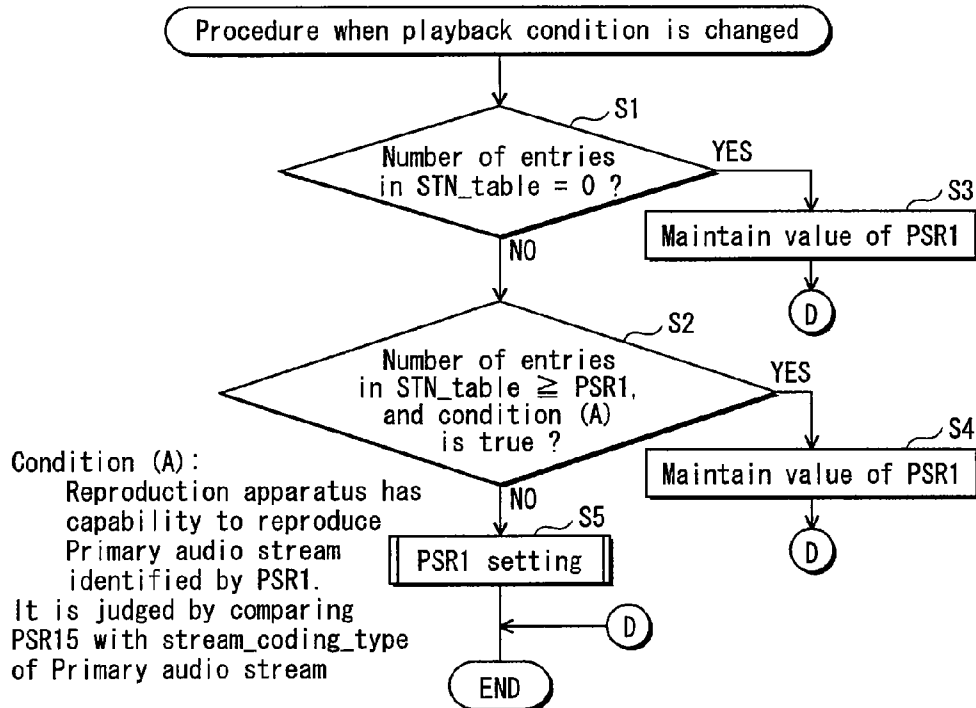 Procedure when playback condition is changed
S1
Number of entries
in STN_table = 0 ?
YES
S3
Maintain value of PSR1
D
NO
S2
Number of entries
in STN_table ≧ PSR1,
and condition (A)
is true ?
YES
S4
Maintain value of PSR1
D
NO
Condition (A):
Reproduction apparatus has
capability to reproduce
Primary audio stream
identified by PSR1.
It is judged by comparing
PSR15 with stream_coding_type
of Primary audio stream
S5
PSR1 setting
D
END